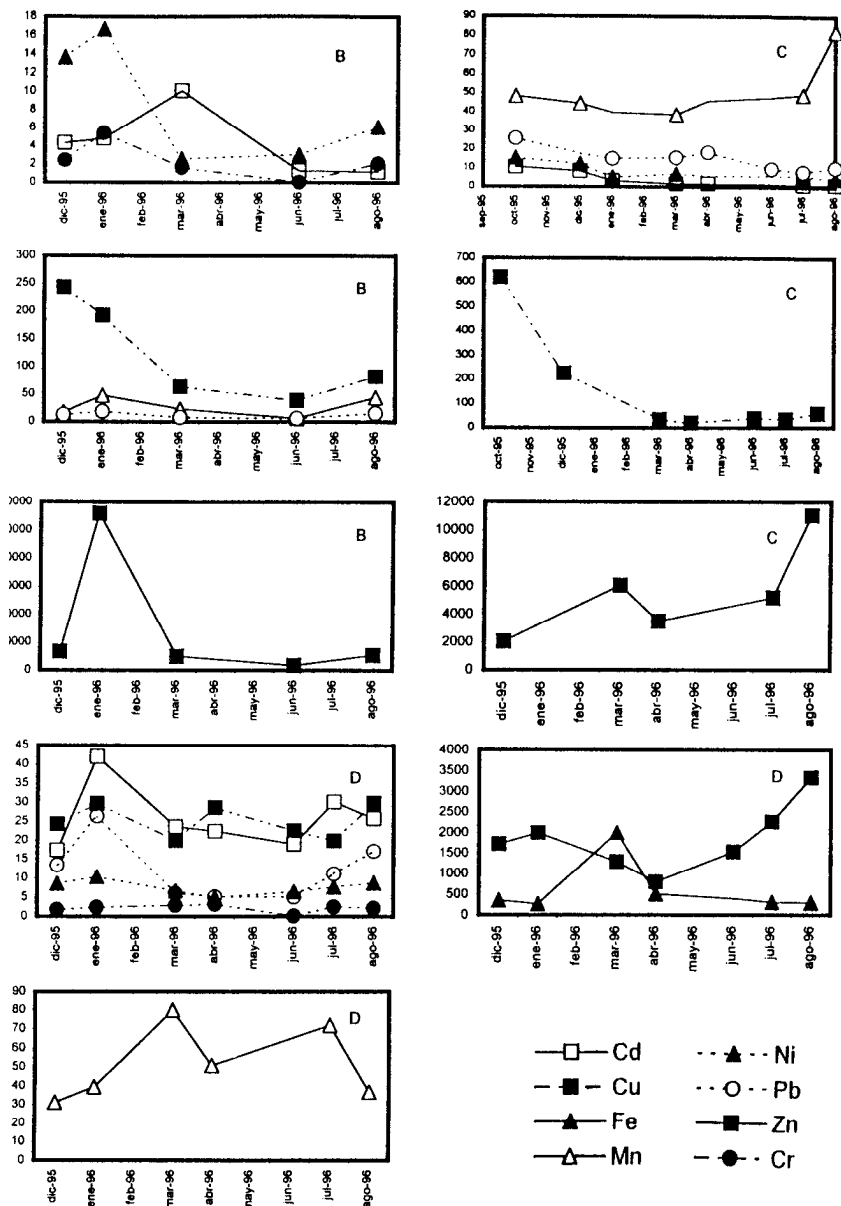 18
16
14
12
10
8
6
4
2
0
B
dic-95
ene-96
feb-96
mar-96
abr-96
may-96
jun-96
jul-96
ago-96
90
80
70
60
50
40
30
20
10
0
C
sep-95
oct-95
nov-95
dic-95
ene-96
feb-96
mar-96
abr-96
may-96
jun-96
jul-96
ago-96
300
250
200
150
100
50
0
B
dic-95
ene-96
feb-96
mar-96
abr-96
may-96
jun-96
jul-96
ago-96
700
600
500
400
300
200
100
0
C
oct-95
nov-95
dic-95
ene-96
feb-96
mar-96
abr-96
may-96
jun-96
jul-96
ago-96
0
B
dic-95
ene-96
feb-96
mar-96
abr-96
may-96
jun-96
jul-96
ago-96
12000
10000
8000
6000
4000
2000
0
C
dic-95
ene-96
feb-96
mar-96
abr-96
may-96
jun-96
jul-96
ago-96
45
40
35
30
25
20
15
10
5
0
D
dic-95
ene-96
feb-96
mar-96
abr-96
may-96
jun-96
jul-96
ago-96
4000
3500
3000
2500
2000
1500
1000
500
0
D
dic-95
ene-96
feb-96
mar-96
abr-96
may-96
jun-96
jul-96
ago-96
90
80
70
60
50
40
30
20
10
0
D
dic-95
ene-96
feb-96
mar-96
abr-96
may-96
jun-96
jul-96
ago-96
Cd
Cu
Fe
Mn
Ni
Pb
Zn
Cr